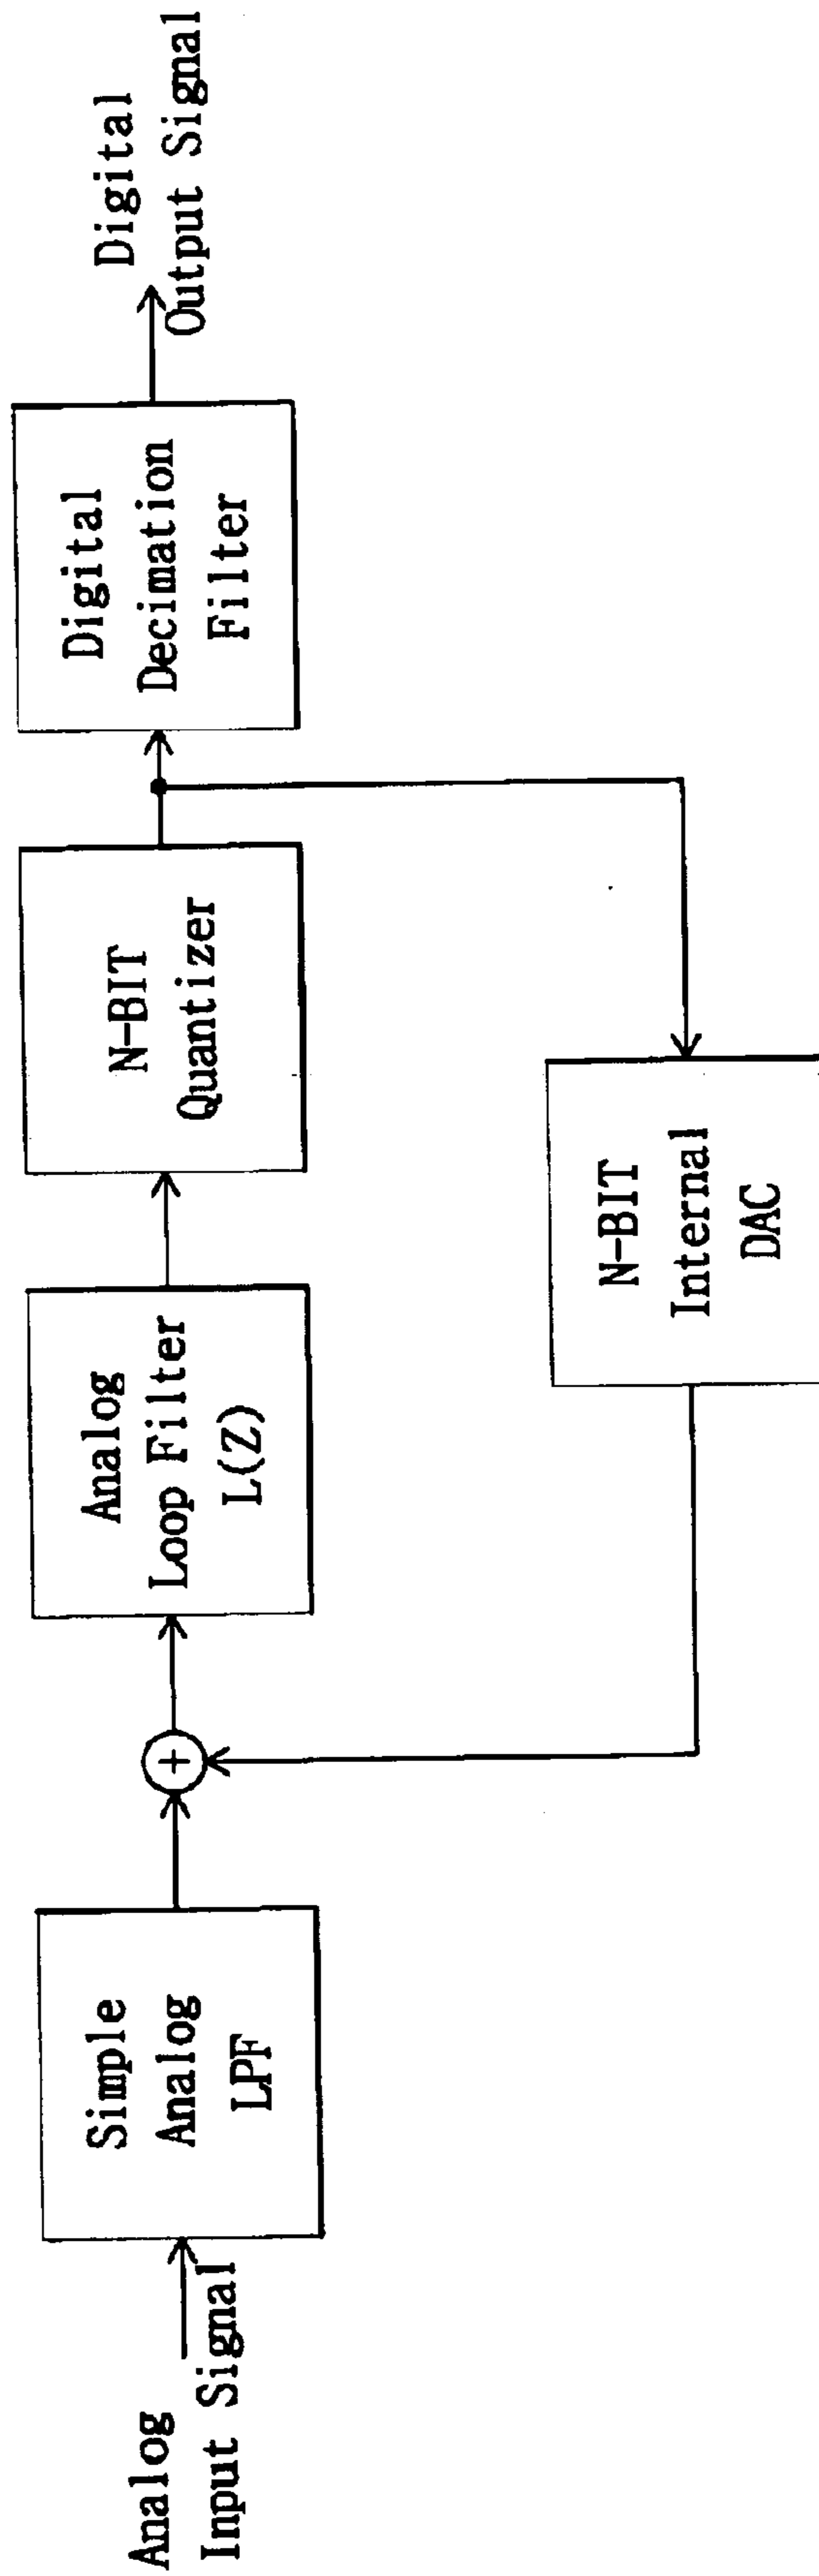 Analog
Input Signal
Simple
Analog
LPF
+
Analog
Loop Filter
L(Z)
N-BIT
Quantizer
Digital
Decimation
Filter
Digital
Output Signal
N-BIT
Internal
DAC